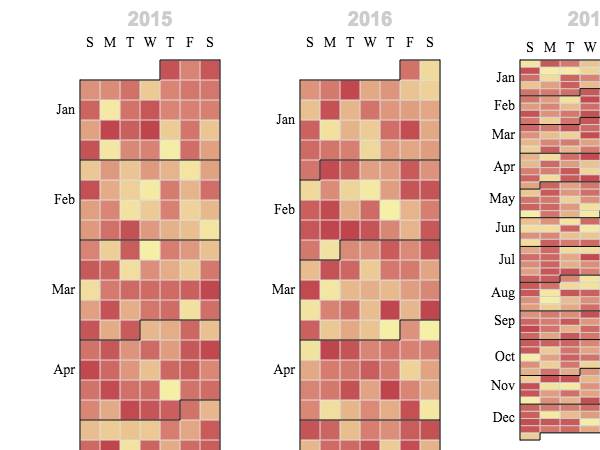 2015
2016
201
S M T W T F S
S M T W T F S
S M T W
Jan
Feb
Mar
Apr
Jan
Feb
Mar
Apr
Jan
Feb
Mar
Apr
May
Jun
Jul
Aug
Sep
Oct
Nov
Dec